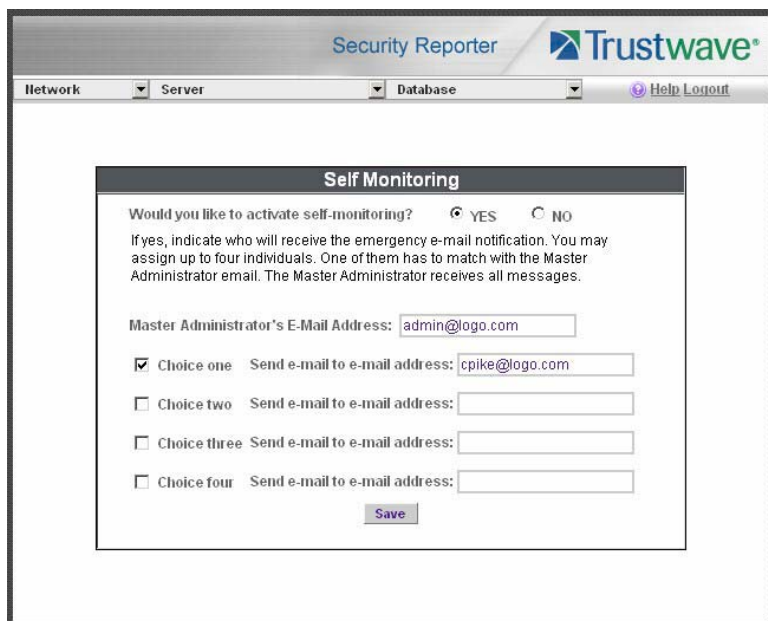 Security Reporter
Trustwave®
Network Server Database Help Logout
Self Monitoring
Would you like to activate self-monitoring? YES NO
If yes, indicate who will receive the emergency e-mail notification. You may
assign up to four individuals. One of them has to match with the Master
Administrator email. The Master Administrator receives all messages.
Master Administrator's E-Mail Address: admin@logo.com
Choice one Send e-mail to e-mail address: cpike@logo.com
Choice two Send e-mail to e-mail address:
Choice three Send e-mail to e-mail address:
Choice four Send e-mail to e-mail address:
Save